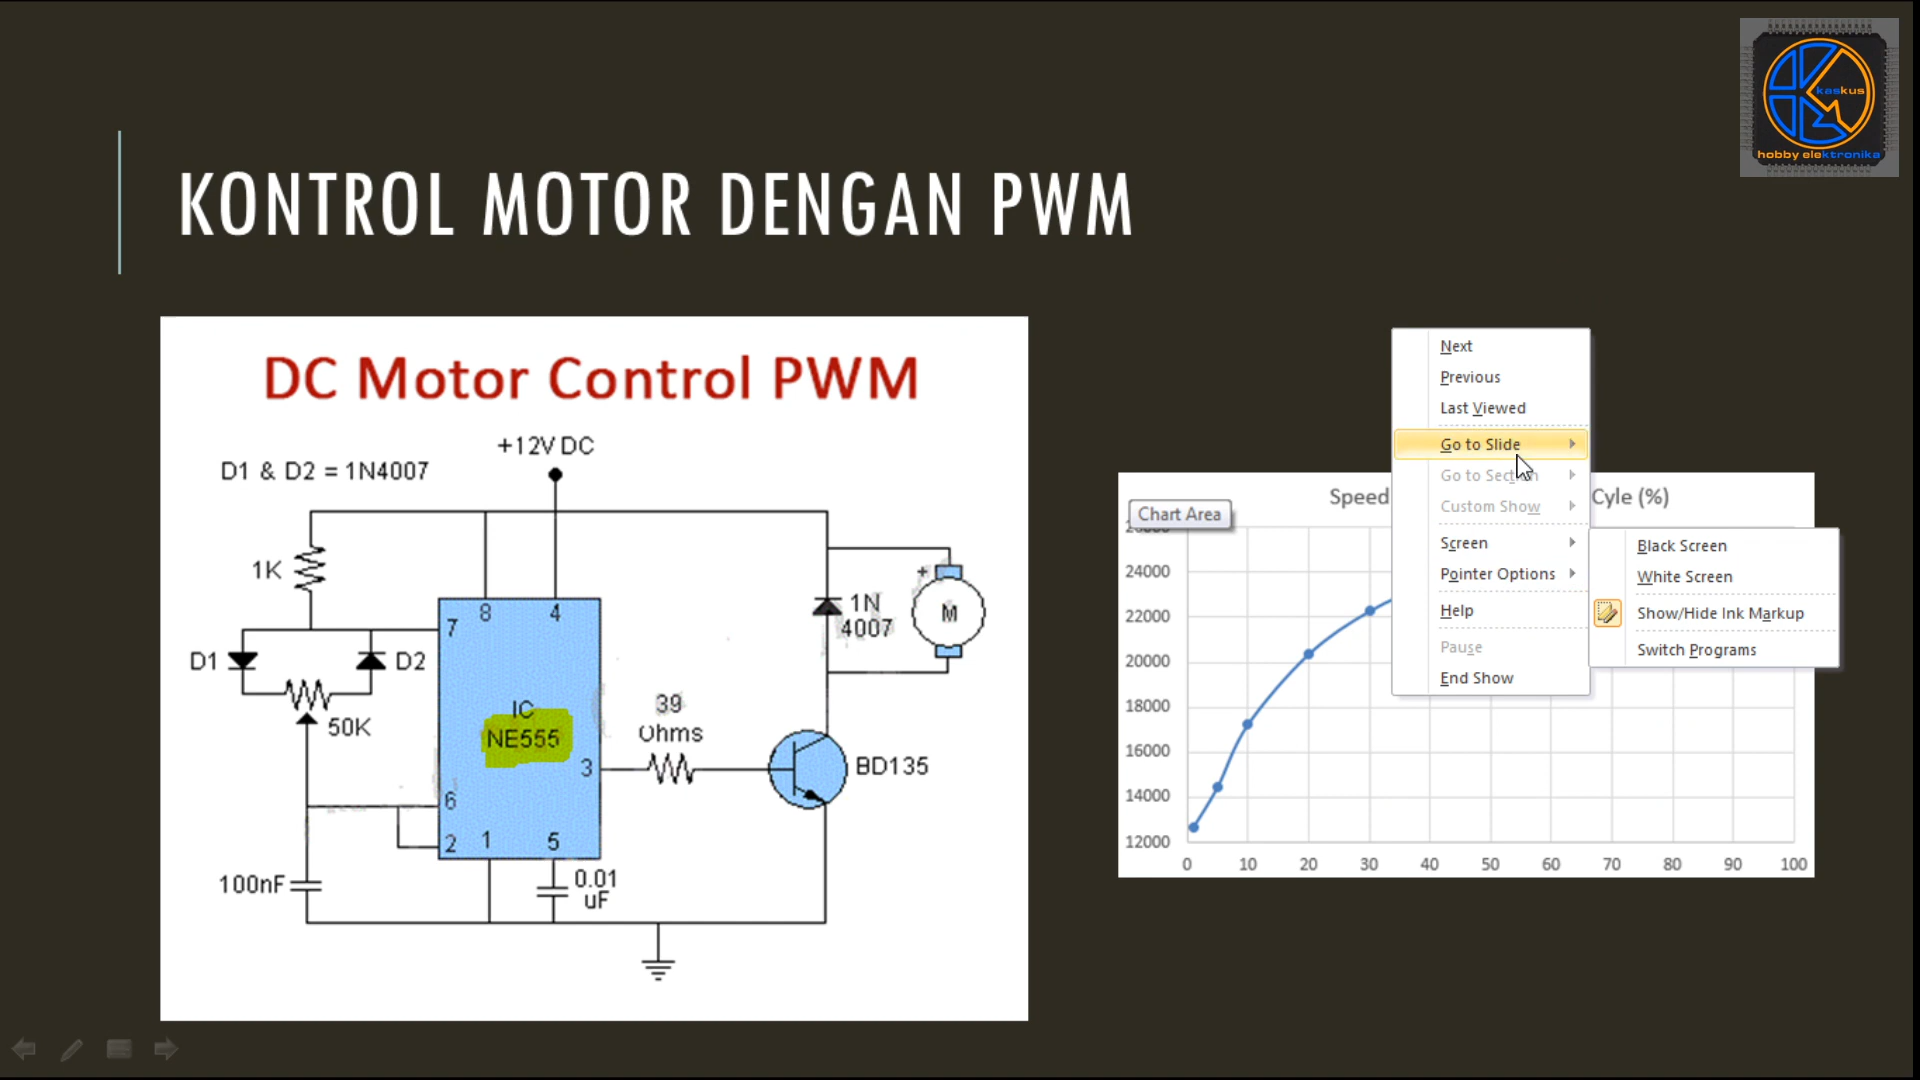 kaskus
hobby elektronika
KONTROL MOTOR DENGAN PWM
DC Motor Control PWM
+12V DC
D1 & D2 = 1N4007
1K
7
8
4
D1
D2
50K
IC
NE555
3
6
2
1
5
39
Ohms
1N
4007
+
M
BD135
100nF
0.01
uF
Next
Previous
Last Viewed
Go to Slide
Go to Section
Custom Show
Screen
Pointer Options
Help
Pause
End Show
Black Screen
White Screen
Show/Hide Ink Markup
Switch Programs
Speed
Cyle (%)
Chart Area
24000
22000
20000
18000
16000
14000
12000
0 10 20 30 40 50 60 70 80 90 100